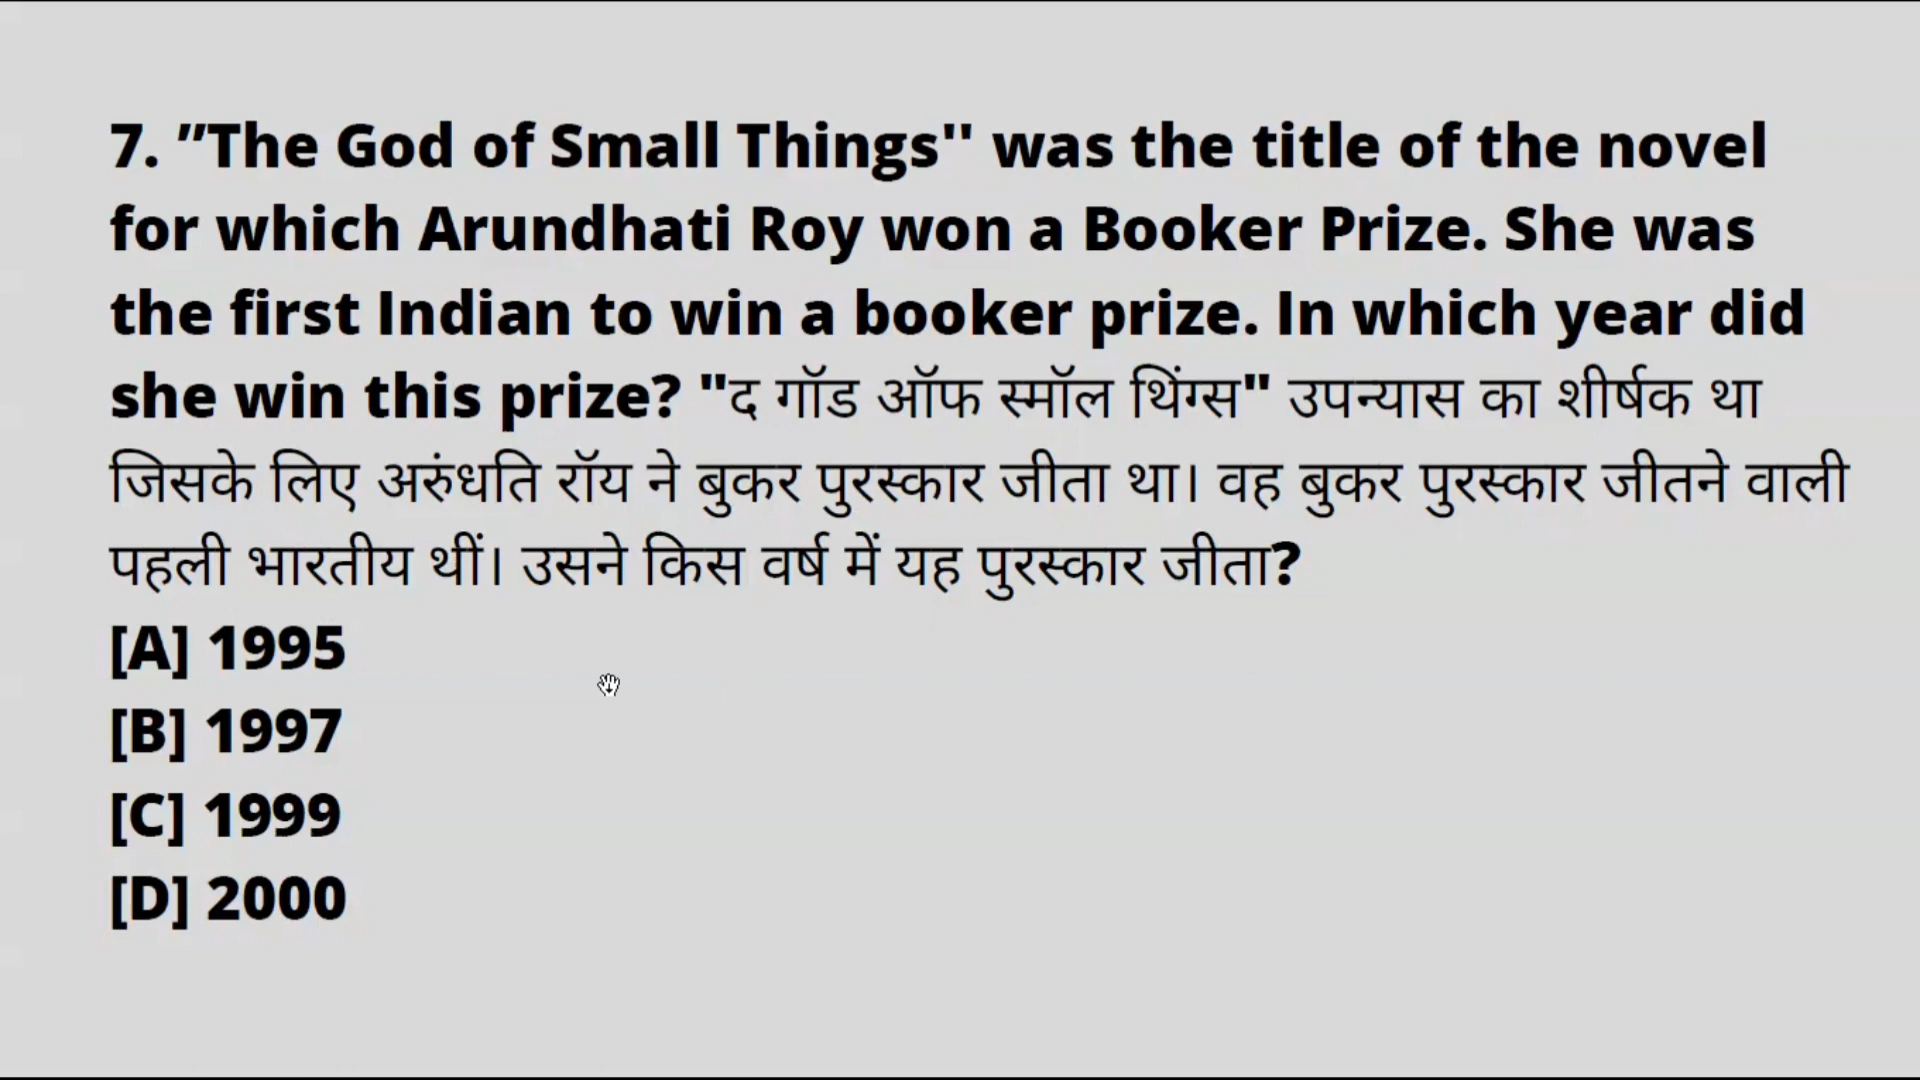 7. ”The God of Small Things'' was the title of the novel
for which Arundhati Roy won a Booker Prize. She was
the first Indian to win a booker prize. In which year did
she win this prize? "द गॉड ऑफ स्मॉल थिंग्स" उपन्यास का शीर्षक था
जिसके लिए अरुंधति रॉय ने बुकर पुरस्कार जीता था। वह बुकर पुरस्कार जीतने वाली
पहली भारतीय थीं। उसने किस वर्ष में यह पुरस्कार जीता?
[A] 1995
[B] 1997
[C] 1999
[D] 2000